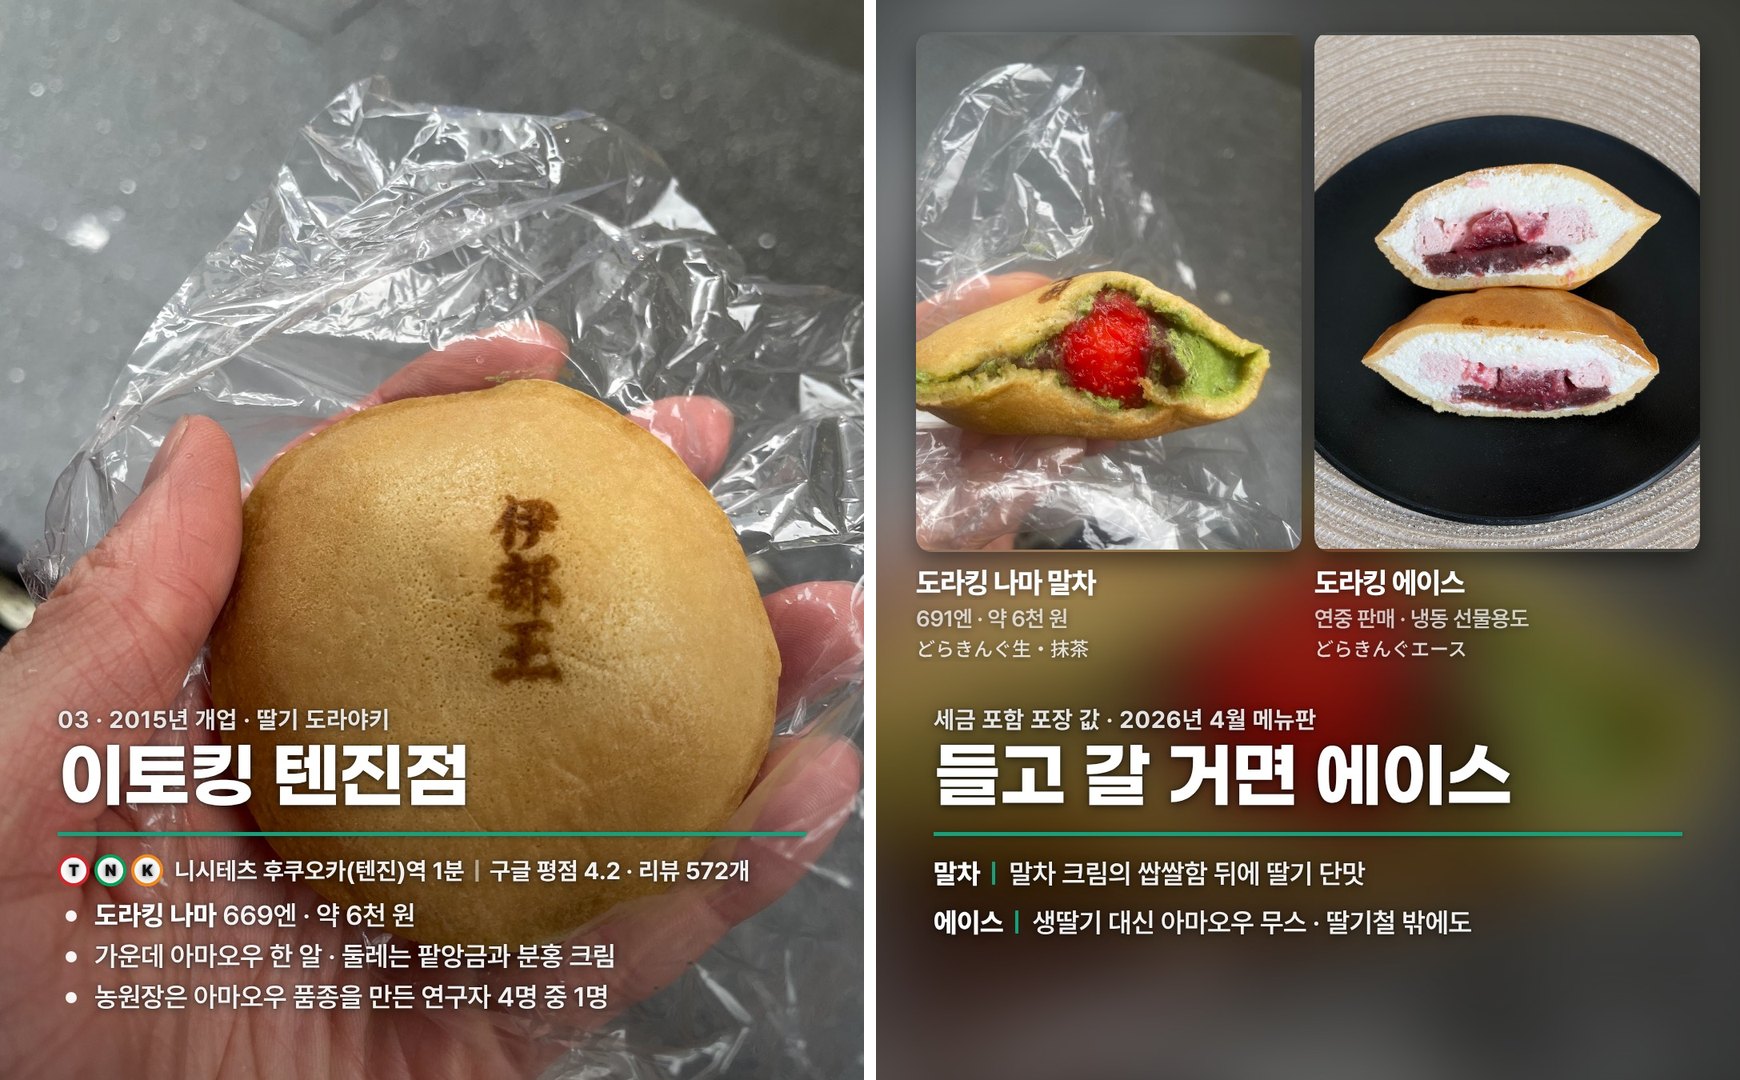 伊都王
03 · 2015년 개업 · 딸기 도라야키
이토킹 텐진점
T N K 니시테츠 후쿠오카(텐진)역 1분 | 구글 평점 4.2 · 리뷰 572개
• 도라킹 나마 669엔 · 약 6천 원
• 가운데 아마오우 한 알 · 둘레는 팥앙금과 분홍 크림
• 농원장은 아마오우 품종을 만든 연구자 4명 중 1명
도라킹 나마 말차
691엔 · 약 6천 원
どらきんぐ生・抹茶
도라킹 에이스
연중 판매 · 냉동 선물용도
どらきんぐエース
세금 포함 포장 값 · 2026년 4월 메뉴판
들고 갈 거면 에이스
말차 | 말차 크림의 쌉쌀함 뒤에 딸기 단맛
에이스 | 생딸기 대신 아마오우 무스 · 딸기철 밖에도